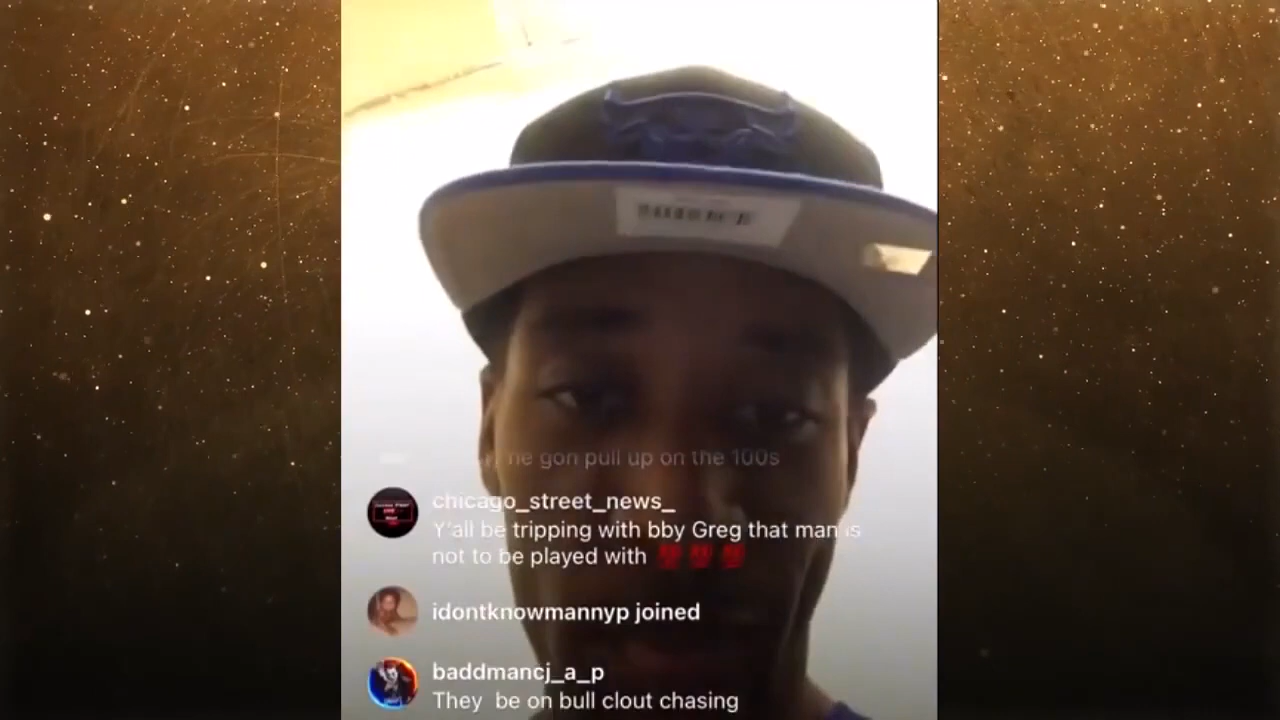 he gon pull up on the 100s
chicago_street_news_
Y'all be tripping with bby Greg that man is
not to be played with 💯 💯 💯
idontknowmannyp joined
baddmancj_a_p
They be on bull clout chasing